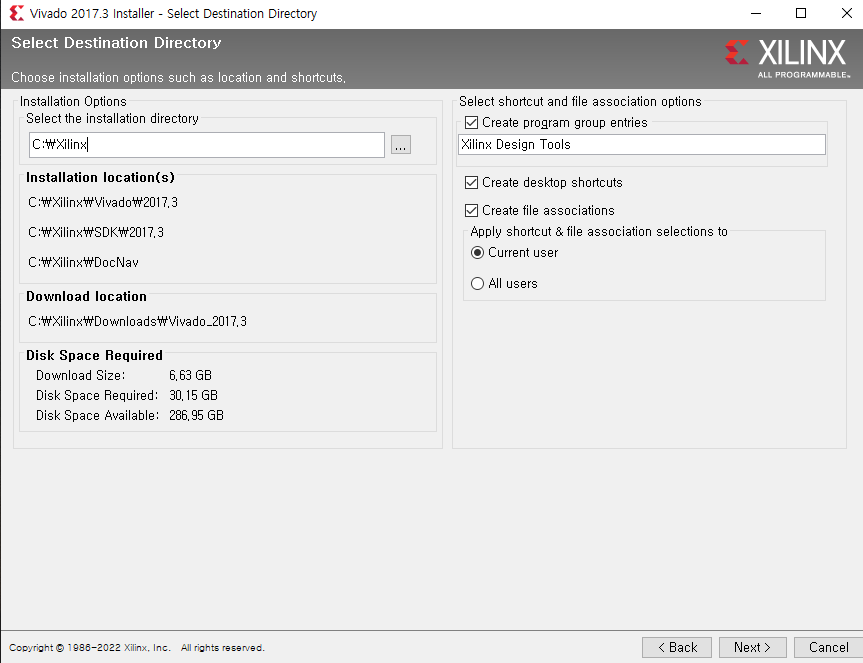 Vivado 2017.3 Installer - Select Destination Directory
Select Destination Directory
Choose installation options such as location and shortcuts.
XILINX
ALL PROGRAMMABLE™
Installation Options
Select the installation directory
C:₩Xilinx
...
Installation location(s)
C:₩Xilinx₩Vivado₩2017.3
C:₩Xilinx₩SDK₩2017.3
C:₩Xilinx₩DocNav
Download location
C:₩Xilinx₩Downloads₩Vivado_2017.3
Disk Space Required
Download Size: 6.63 GB
Disk Space Required: 30.15 GB
Disk Space Available: 286.95 GB
Select shortcut and file association options
Create program group entries
Xilinx Design Tools
Create desktop shortcuts
Create file associations
Apply shortcut & file association selections to
Current user
All users
Copyright © 1986-2022 Xilinx, Inc. All rights reserved.
< Back
Next >
Cancel